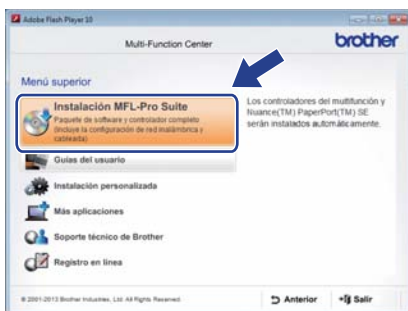 Adobe Flash Player 10
Multi-Function Center
brother
Menú superior
Instalación MFL-Pro Suite
Paquete de software y controlador completo
(Incluye la configuración de red inalámbrica y
cableada)
Los controladores del multifunción y
Nuance(TM) PaperPort(TM) SE
serán instalados automáticamente.
Guías del usuario
Instalación personalizada
Más aplicaciones
Soporte técnico de Brother
Registro en línea
© 2001-2013 Brother Industries, Ltd. All Rights Reserved.
Anterior
Salir